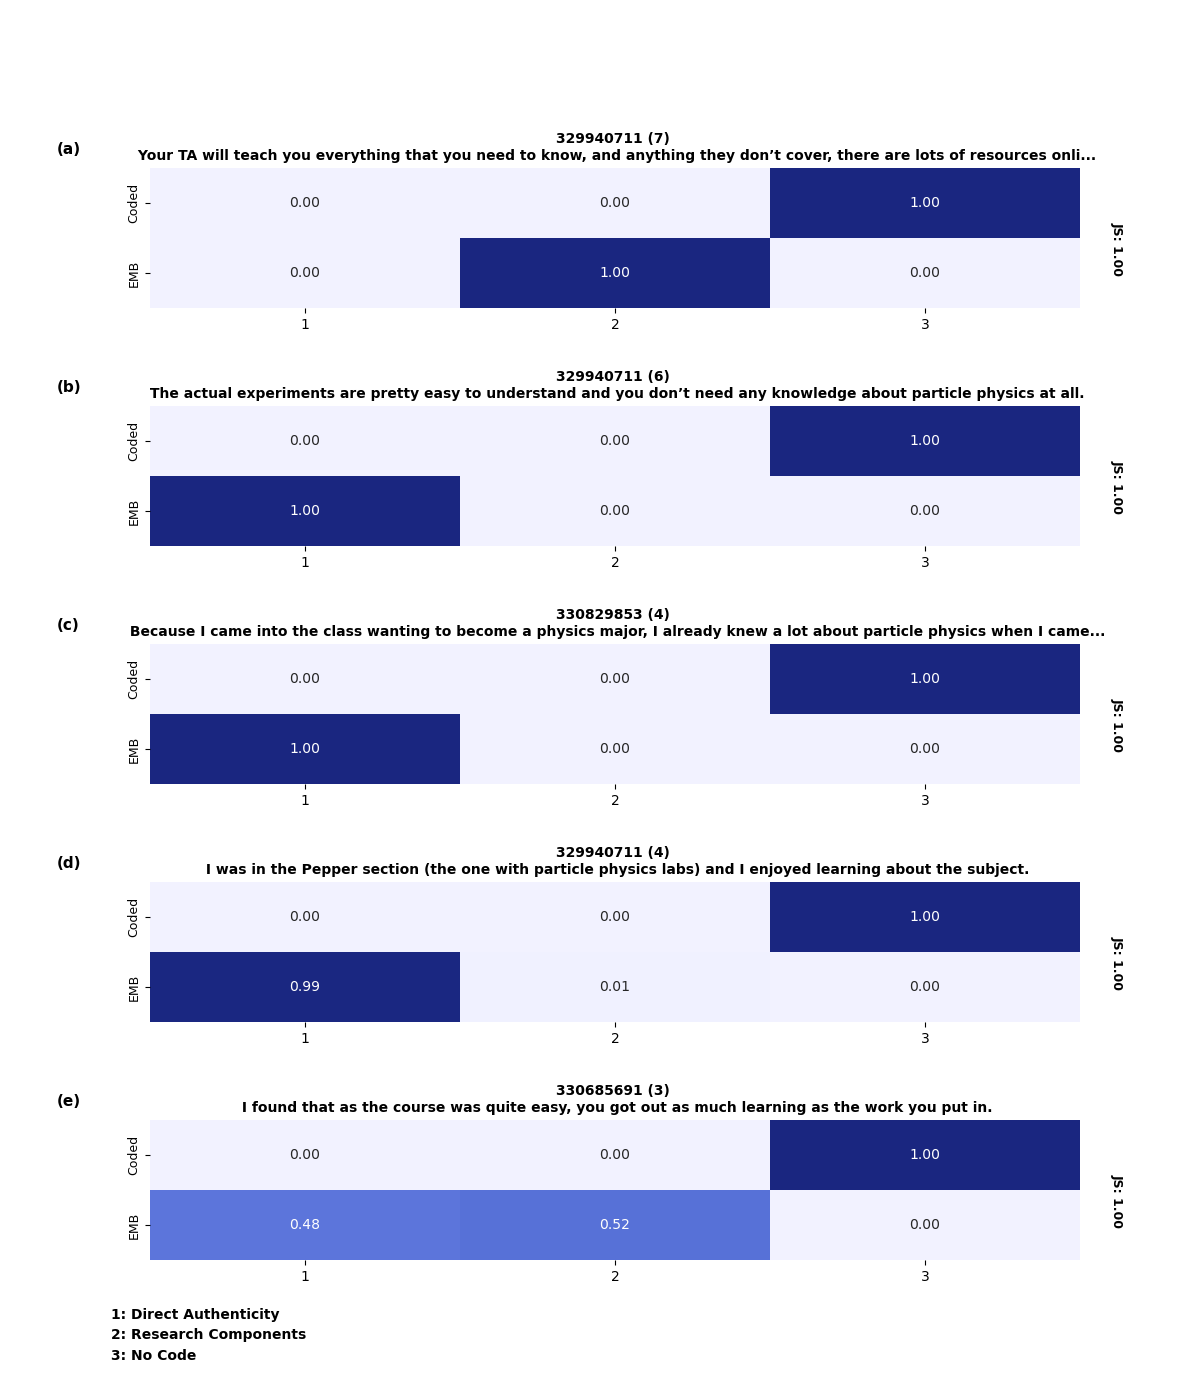 (a)
329940711 (7)
Your TA will teach you everything that you need to know, and anything they don’t cover, there are lots of resources onli...
Coded 0.00 0.00 1.00
EMB 0.00 1.00 0.00
JS: 1.00
1 2 3
(b)
329940711 (6)
The actual experiments are pretty easy to understand and you don’t need any knowledge about particle physics at all.
Coded 0.00 0.00 1.00
EMB 1.00 0.00 0.00
JS: 1.00
1 2 3
(c)
330829853 (4)
Because I came into the class wanting to become a physics major, I already knew a lot about particle physics when I came...
Coded 0.00 0.00 1.00
EMB 1.00 0.00 0.00
JS: 1.00
1 2 3
(d)
329940711 (4)
I was in the Pepper section (the one with particle physics labs) and I enjoyed learning about the subject.
Coded 0.00 0.00 1.00
EMB 0.99 0.01 0.00
JS: 1.00
1 2 3
(e)
330685691 (3)
I found that as the course was quite easy, you got out as much learning as the work you put in.
Coded 0.00 0.00 1.00
EMB 0.48 0.52 0.00
JS: 1.00
1 2 3
1: Direct Authenticity
2: Research Components
3: No Code